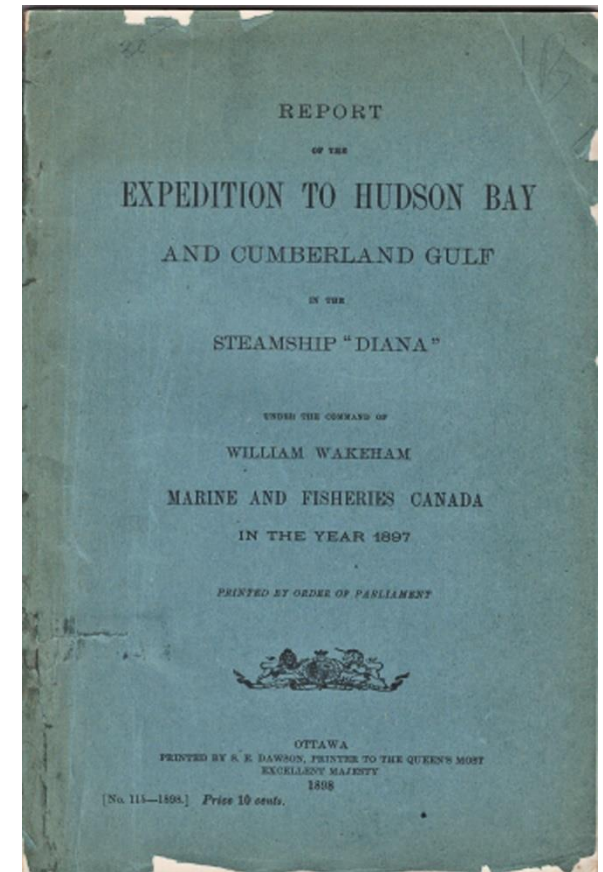 REPORT
OF THE
EXPEDITION TO HUDSON BAY
AND CUMBERLAND GULF
IN THE
STEAMSHIP "DIANA"
UNDER THE COMMAND OF
WILLIAM WAKEHAM
MARINE AND FISHERIES CANADA
IN THE YEAR 1897
PRINTED BY ORDER OF PARLIAMENT
OTTAWA
PRINTED BY S. E. DAWSON, PRINTER TO THE QUEEN'S MOST
EXCELLENT MAJESTY
1898
[No. 11–1898.] Price 10 cents.